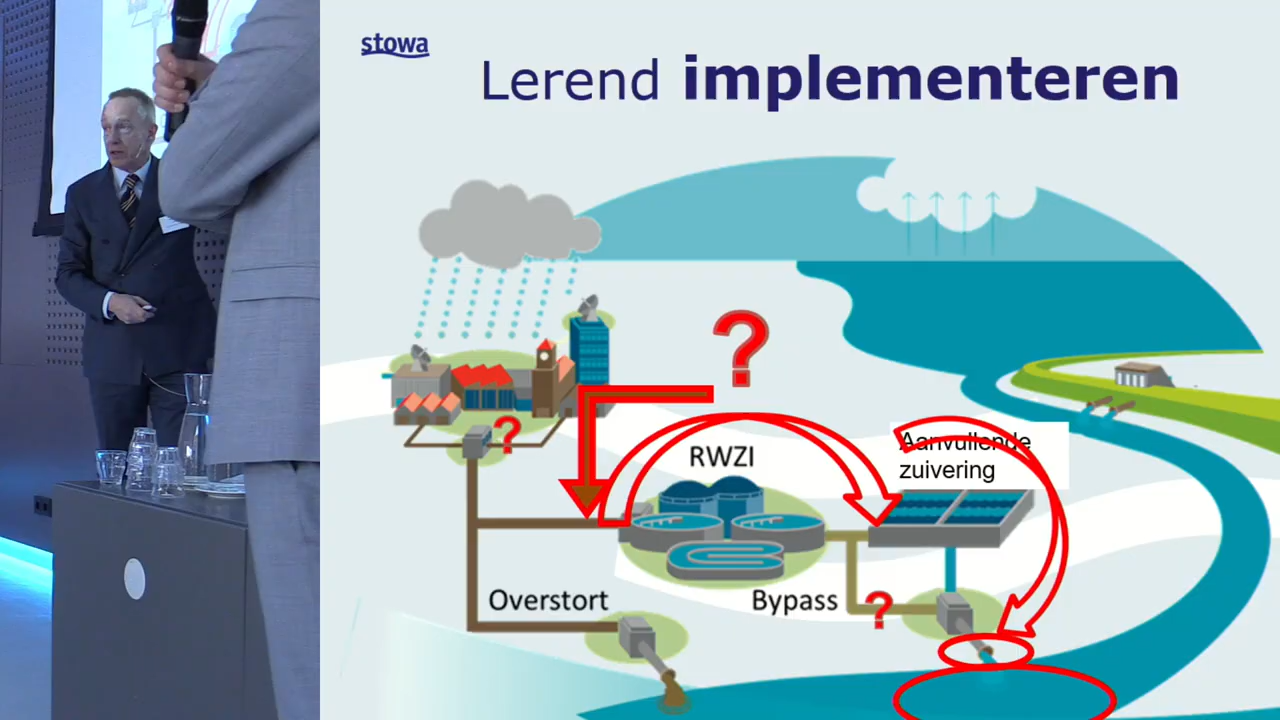 stowa
Lerend implementeren
?
?
RWZI
Aanvullende
zuivering
Overstort
Bypass
?